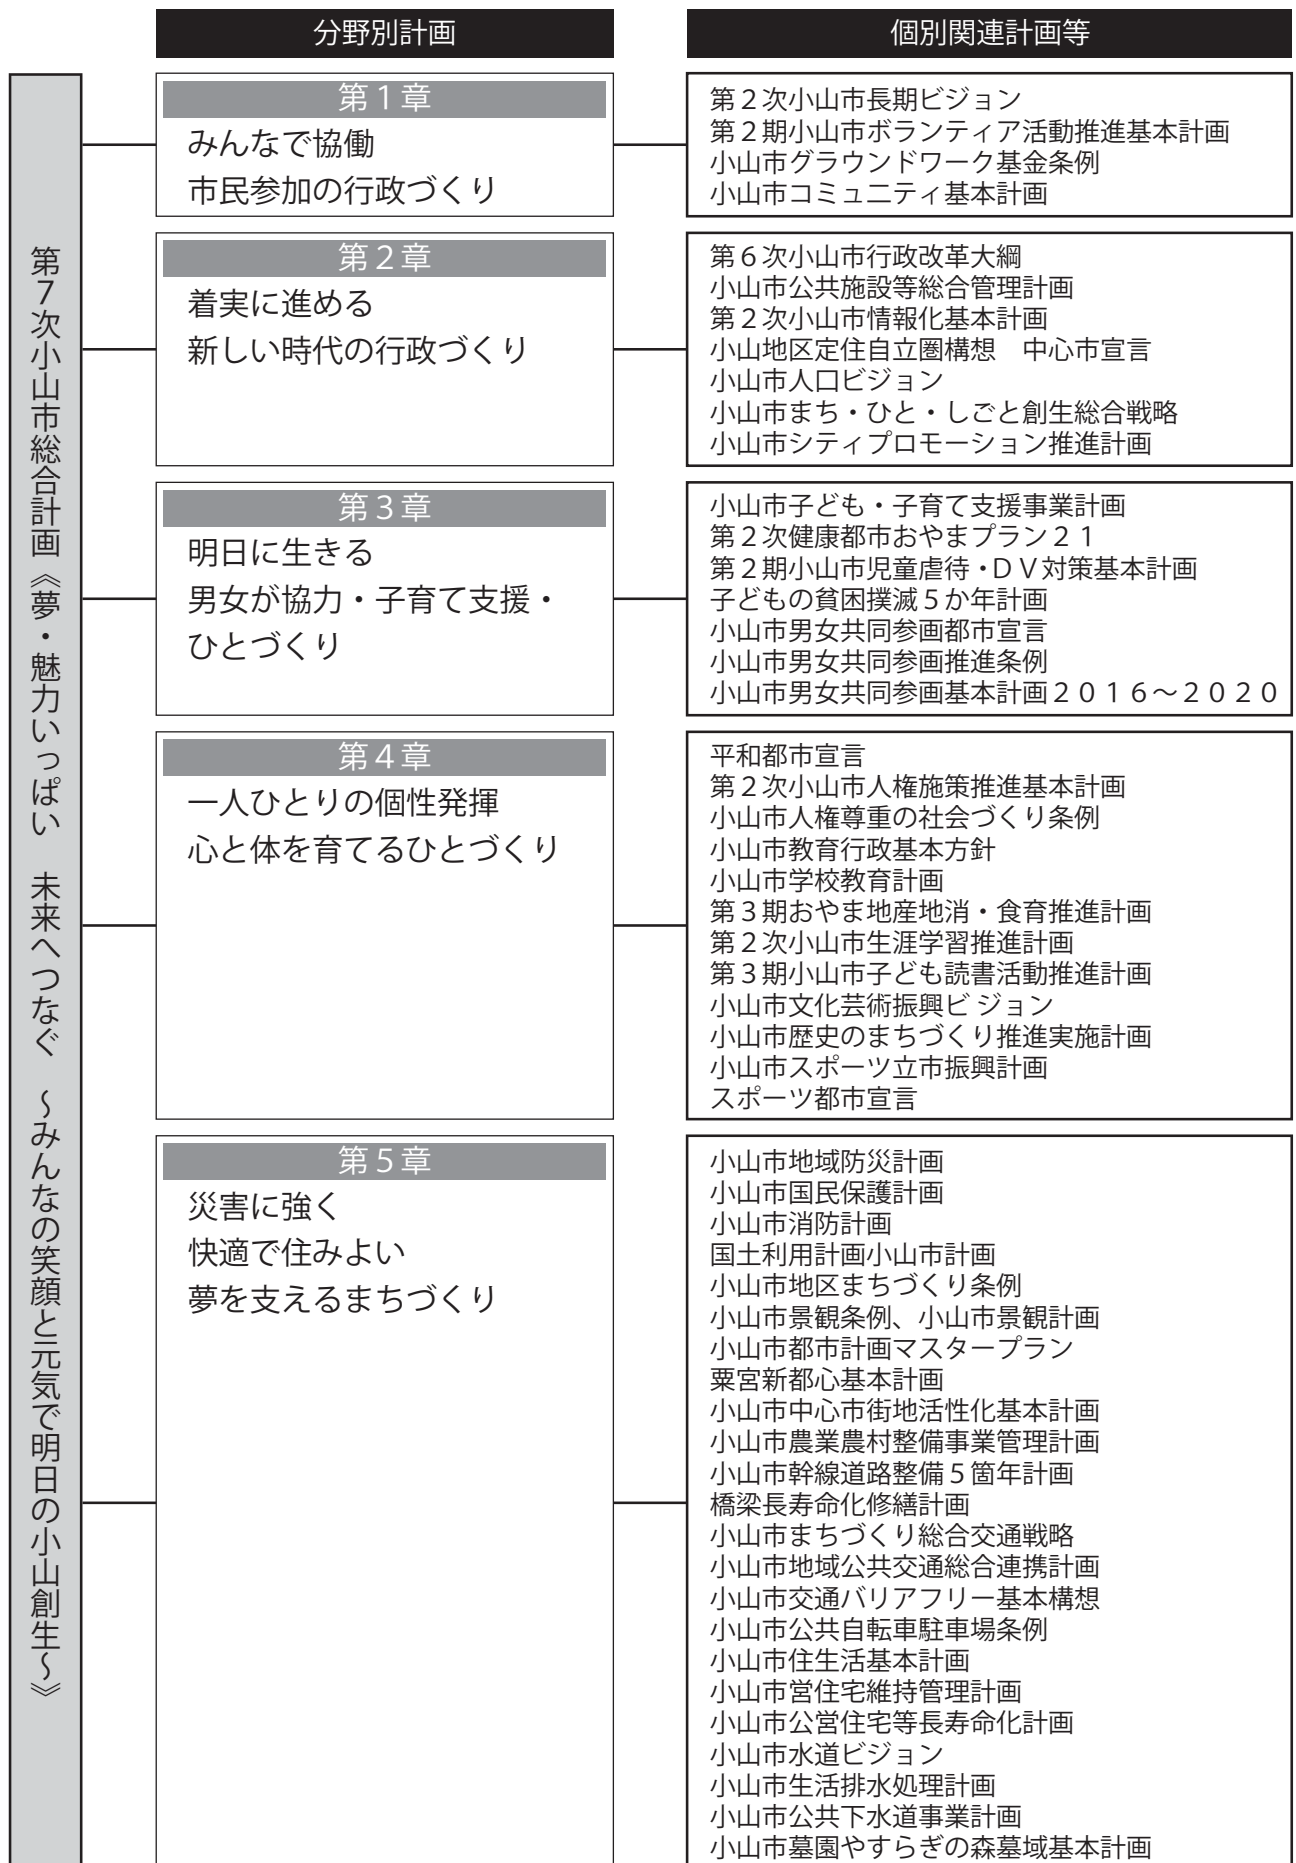 分野別計画
個別関連計画等
第7次小山市総合計画《夢・魅力いっぱい　未来へつなぐ　～みんなの笑顔と元気で明日の小山創生～》
第１章
みんなで協働
市民参加の行政づくり
第２次小山市長期ビジョン
第２期小山市ボランティア活動推進基本計画
小山市グラウンドワーク基金条例
小山市コミュニティ基本計画
第２章
着実に進める
新しい時代の行政づくり
第６次小山市行政改革大綱
小山市公共施設等総合管理計画
第２次小山市情報化基本計画
小山地区定住自立圏構想　中心市宣言
小山市人口ビジョン
小山市まち・ひと・しごと創生総合戦略
小山市シティプロモーション推進計画
第３章
明日に生きる
男女が協力・子育て支援・
ひとづくり
小山市子ども・子育て支援事業計画
第２次健康都市おやまプラン２１
第２期小山市児童虐待・ＤＶ対策基本計画
子どもの貧困撲滅５か年計画
小山市男女共同参画都市宣言
小山市男女共同参画推進条例
小山市男女共同参画基本計画２０１６～２０２０
第４章
一人ひとりの個性発揮
心と体を育てるひとづくり
平和都市宣言
第２次小山市人権施策推進基本計画
小山市人権尊重の社会づくり条例
小山市教育行政基本方針
小山市学校教育計画
第３期おやま地産地消・食育推進計画
第２次小山市生涯学習推進計画
第３期小山市子ども読書活動推進計画
小山市文化芸術振興ビジョン
小山市歴史のまちづくり推進実施計画
小山市スポーツ立市振興計画
スポーツ都市宣言
第５章
災害に強く
快適で住みよい
夢を支えるまちづくり
小山市地域防災計画
小山市国民保護計画
小山市消防計画
国土利用計画小山市計画
小山市地区まちづくり条例
小山市景観条例、小山市景観計画
小山市都市計画マスタープラン
粟宮新都心基本計画
小山市中心市街地活性化基本計画
小山市農業農村整備事業管理計画
小山市幹線道路整備５箇年計画
橋梁長寿命化修繕計画
小山市まちづくり総合交通戦略
小山市地域公共交通総合連携計画
小山市交通バリアフリー基本構想
小山市公共自転車駐車場条例
小山市住生活基本計画
小山市営住宅維持管理計画
小山市公営住宅等長寿命化計画
小山市水道ビジョン
小山市生活排水処理計画
小山市公共下水道事業計画
小山市墓園やすらぎの森墓域基本計画